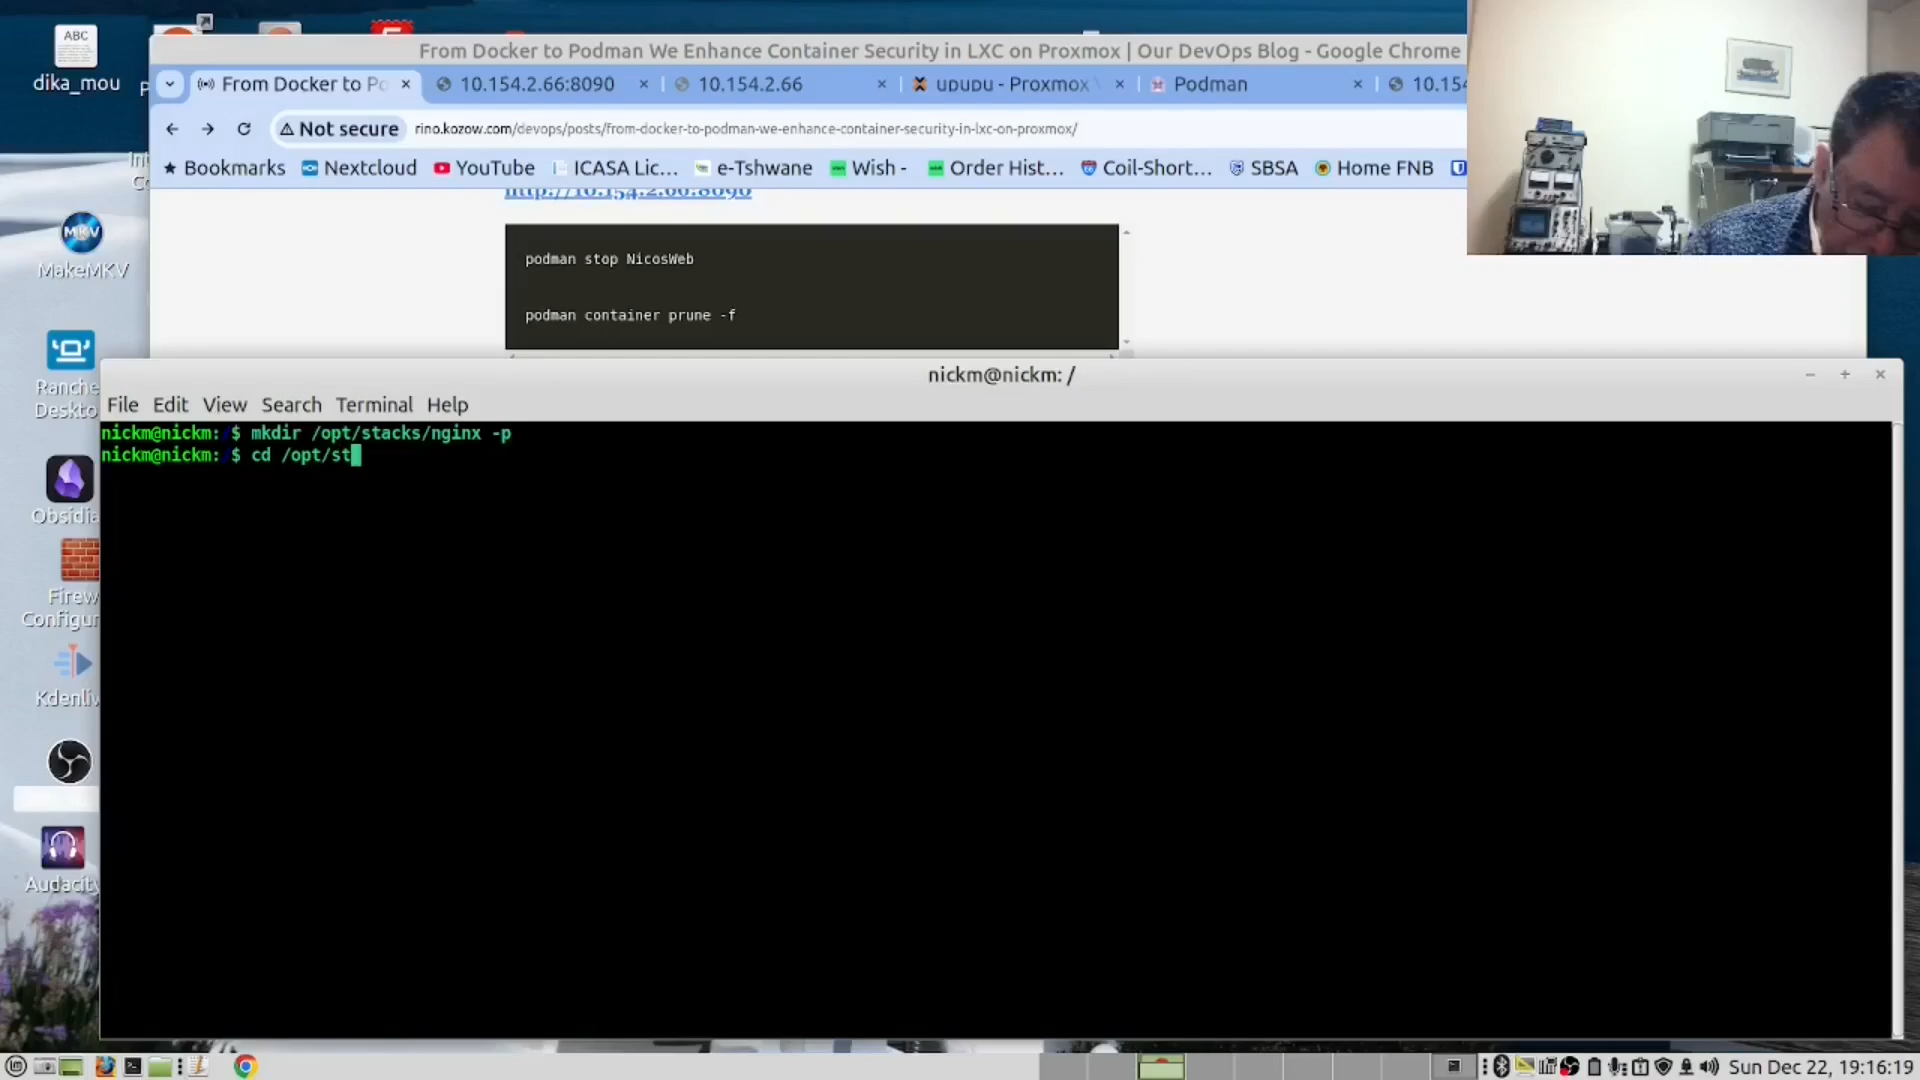 ABC
dika_mou
From Docker to Podman We Enhance Container Security in LXC on Proxmox | Our DevOps Blog - Google Chrome
From Docker to Po
10.154.2.66:8090
10.154.2.66
upupu - Proxmox V
Podman
10.154
Not secure
rino.kozow.com/devops/posts/from-docker-to-podman-we-enhance-container-security-in-lxc-on-proxmox/
Bookmarks
Nextcloud
YouTube
ICASA Lic...
e-Tshwane
Wish -
Order Hist...
Coil-Short...
SBSA
Home FNB
http://10.154.2.66:8090
podman stop NicosWeb
podman container prune -f
MKV
MakeMKV
Ranche
Deskto
Obsidia
Firew
Configur
Kdenliv
Audacity
nickm@nickm: /
File Edit View Search Terminal Help
nickm@nickm:/$ mkdir /opt/stacks/nginx -p
nickm@nickm:/$ cd /opt/st
Sun Dec 22, 19:16:19